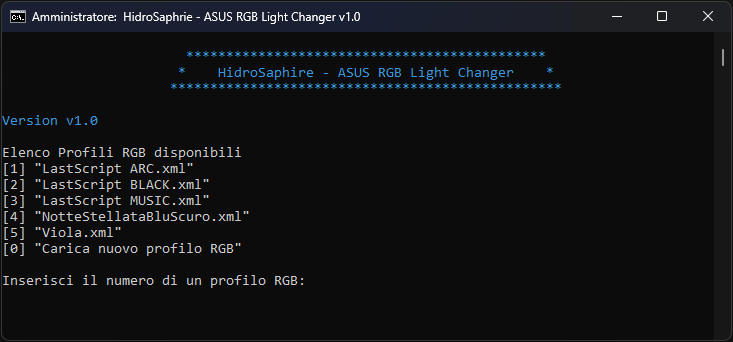 Amministratore: HidroSaphrie - ASUS RGB Light Changer v1.0
*********************************************
* HidroSaphire - ASUS RGB Light Changer *
*************************************************
Version v1.0
Elenco Profili RGB disponibili
[1] "LastScript ARC.xml"
[2] "LastScript BLACK.xml"
[3] "LastScript MUSIC.xml"
[4] "NotteStellataBluScuro.xml"
[5] "Viola.xml"
[0] "Carica nuovo profilo RGB"
Inserisci il numero di un profilo RGB: